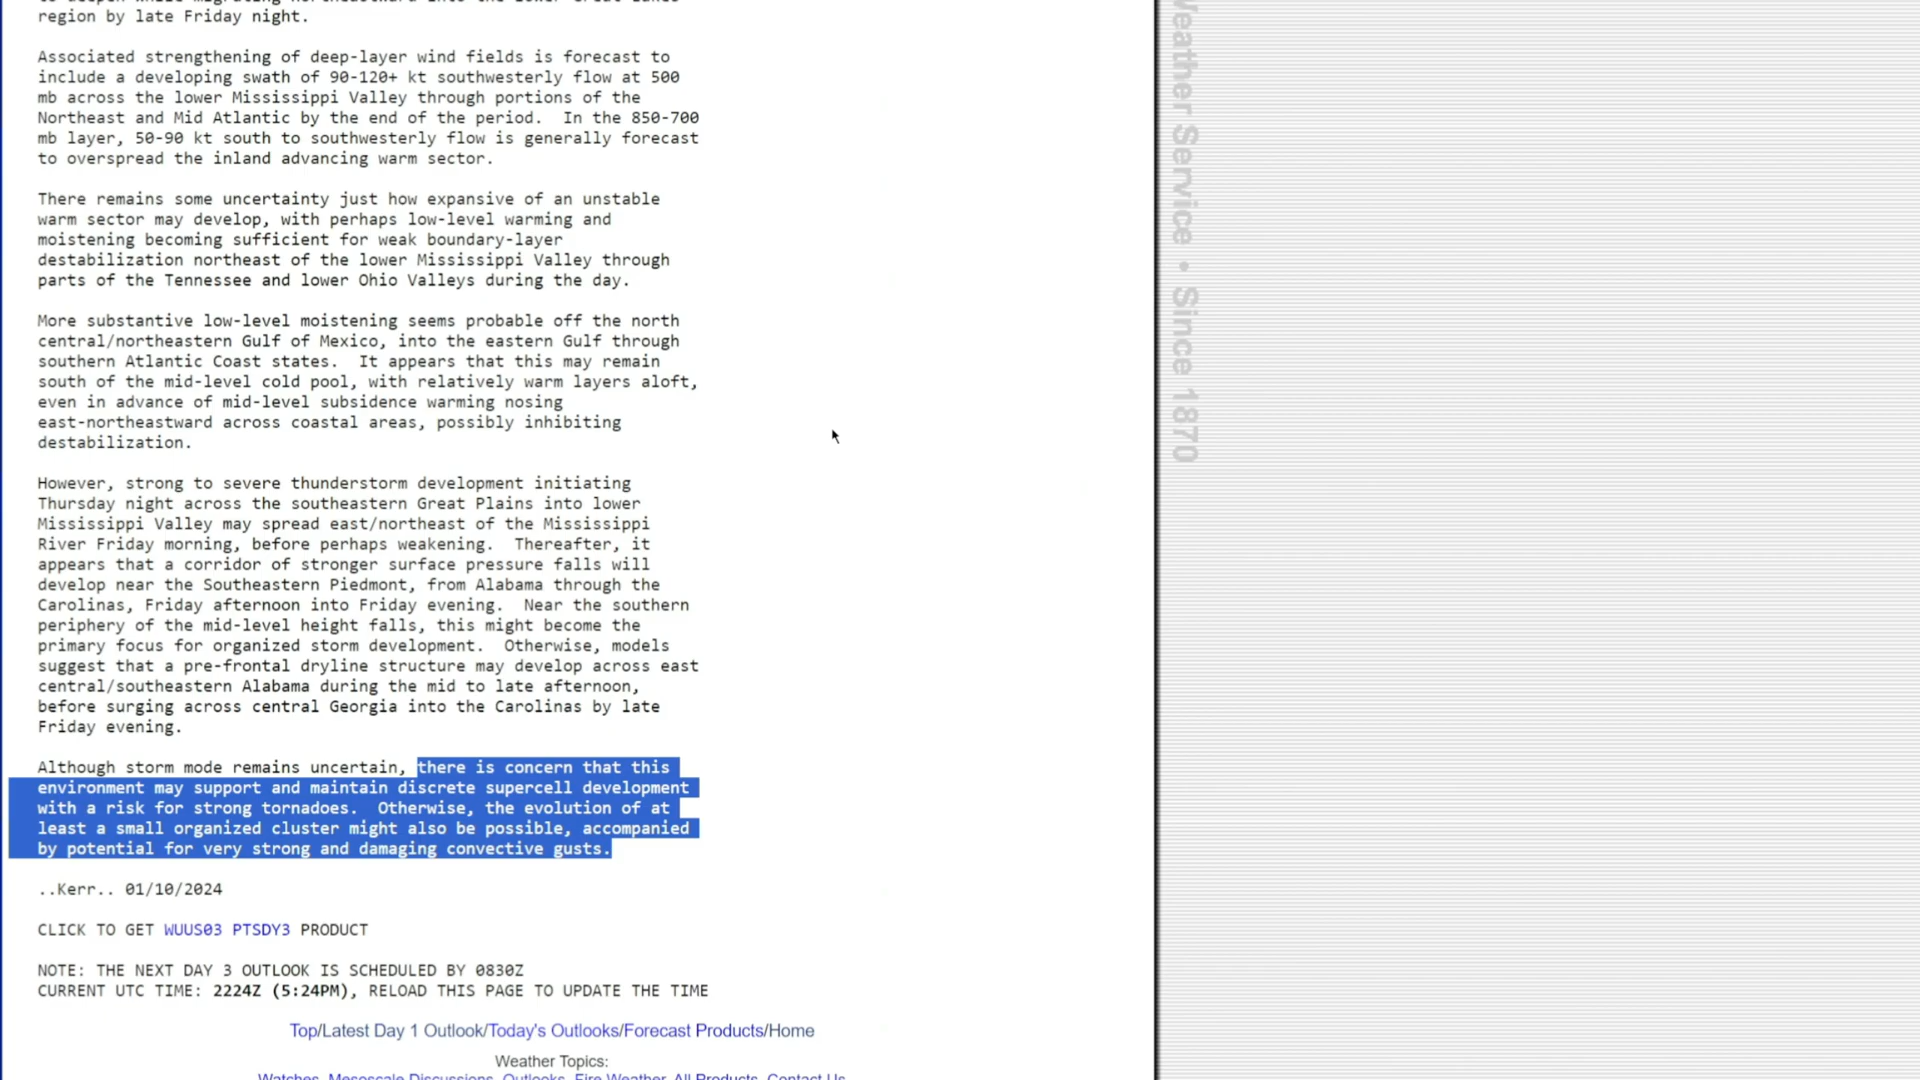 region by late Friday night.
Associated strengthening of deep-layer wind fields is forecast to
include a developing swath of 90-120+ kt southwesterly flow at 500
mb across the lower Mississippi Valley through portions of the
Northeast and Mid Atlantic by the end of the period.  In the 850-700
mb layer, 50-90 kt south to southwesterly flow is generally forecast
to overspread the inland advancing warm sector.
There remains some uncertainty just how expansive of an unstable
warm sector may develop, with perhaps low-level warming and
moistening becoming sufficient for weak boundary-layer
destabilization northeast of the lower Mississippi Valley through
parts of the Tennessee and lower Ohio Valleys during the day.
More substantive low-level moistening seems probable off the north
central/northeastern Gulf of Mexico, into the eastern Gulf through
southern Atlantic Coast states.  It appears that this may remain
south of the mid-level cold pool, with relatively warm layers aloft,
even in advance of mid-level subsidence warming nosing
east-northeastward across coastal areas, possibly inhibiting
destabilization.
However, strong to severe thunderstorm development initiating
Thursday night across the southeastern Great Plains into lower
Mississippi Valley may spread east/northeast of the Mississippi
River Friday morning, before perhaps weakening.  Thereafter, it
appears that a corridor of stronger surface pressure falls will
develop near the Southeastern Piedmont, from Alabama through the
Carolinas, Friday afternoon into Friday evening.  Near the southern
periphery of the mid-level height falls, this might become the
primary focus for organized storm development.  Otherwise, models
suggest that a pre-frontal dryline structure may develop across east
central/southeastern Alabama during the mid to late afternoon,
before surging across central Georgia into the Carolinas by late
Friday evening.
Although storm mode remains uncertain, there is concern that this
environment may support and maintain discrete supercell development
with a risk for strong tornadoes.  Otherwise, the evolution of at
least a small organized cluster might also be possible, accompanied
by potential for very strong and damaging convective gusts.
..Kerr.. 01/10/2024
CLICK TO GET WUUS03 PTSDY3 PRODUCT
NOTE: THE NEXT DAY 3 OUTLOOK IS SCHEDULED BY 0830Z
CURRENT UTC TIME: 2224Z (5:24PM), RELOAD THIS PAGE TO UPDATE THE TIME
Top/Latest Day 1 Outlook/Today's Outlooks/Forecast Products/Home
Weather Topics:
Watches, Mesoscale Discussions, Outlooks, Fire Weather, All Products, Contact Us
Weather Service • Since 1870